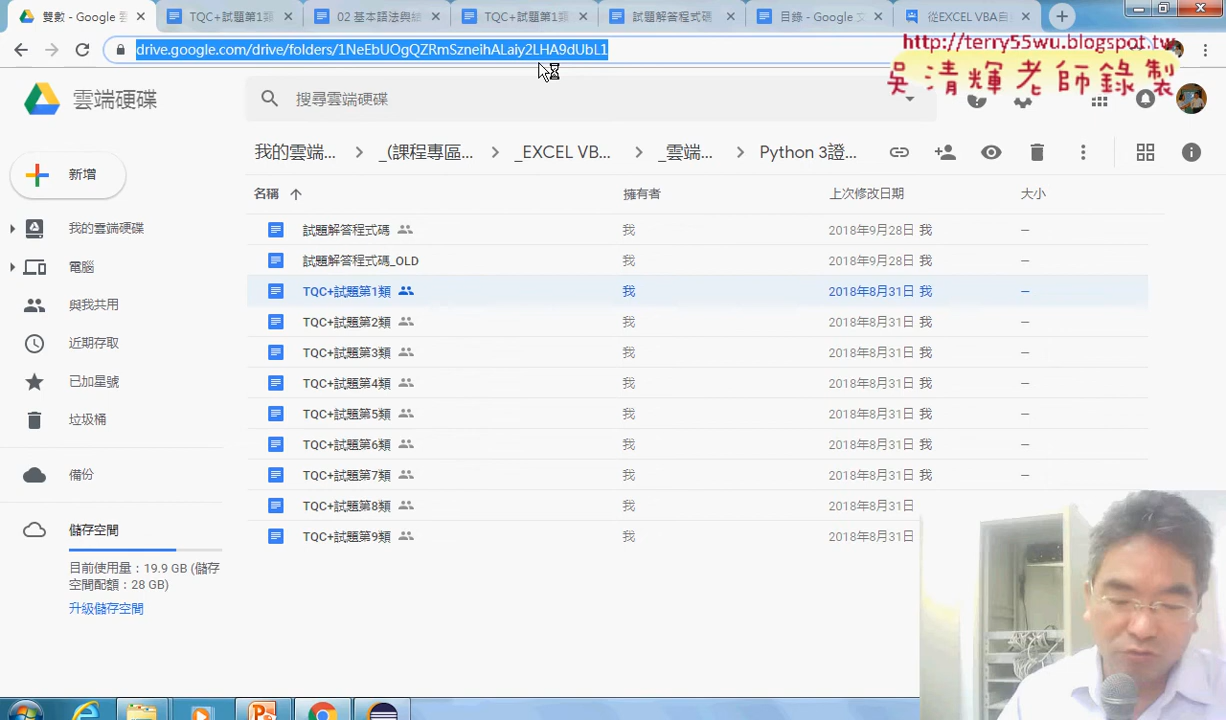 雙數 - Google 雲
TQC+試題第1類
02 基本語法與結
TQC+試題第1類
試題解答程式碼
目錄 - Google 文
從EXCEL VBA自
drive.google.com/drive/folders/1NeEbUOgQZRmSzneihALaiy2LHA9dUbL1
http://terry55wu.blogspot.tw
吳清輝老師錄製
雲端硬碟
搜尋雲端硬碟
新增
我的雲端硬碟
電腦
與我共用
近期存取
已加星號
垃圾桶
備份
儲存空間
目前使用量：19.9 GB (儲存
空間配額：28 GB)
升級儲存空間
我的雲端... > _(課程專區... > _EXCEL VB... > _雲端... > Python 3證...
名稱 擁有者 上次修改日期 大小
試題解答程式碼 我 2018年9月28日 我 –
試題解答程式碼_OLD 我 2018年9月28日 我 –
TQC+試題第1類 我 2018年8月31日 我 –
TQC+試題第2類 我 2018年8月31日 我 –
TQC+試題第3類 我 2018年8月31日 我 –
TQC+試題第4類 我 2018年8月31日 我 –
TQC+試題第5類 我 2018年8月31日 我 –
TQC+試題第6類 我 2018年8月31日 我 –
TQC+試題第7類 我 2018年8月31日 我 –
TQC+試題第8類 我 2018年8月31日
TQC+試題第9類 我 2018年8月31日